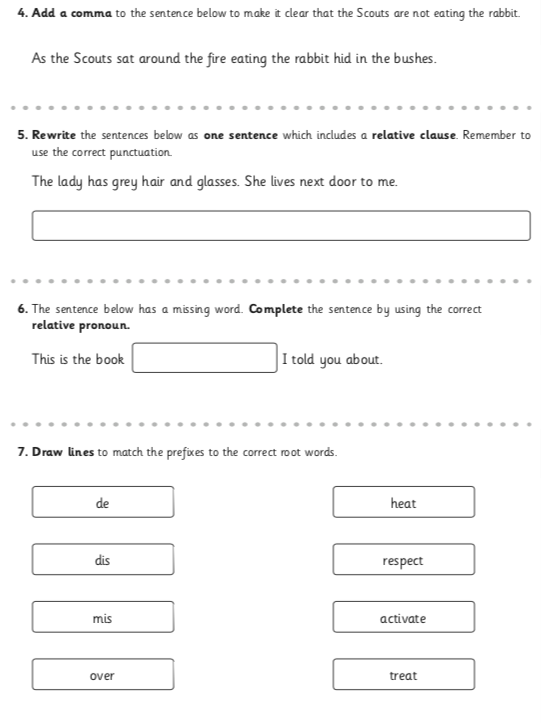 4. Add a comma to the sentence below to make it clear that the Scouts are not eating the rabbit.
As the Scouts sat around the fire eating the rabbit hid in the bushes.
5. Rewrite the sentences below as one sentence which includes a relative clause. Remember to
use the correct punctuation.
The lady has grey hair and glasses. She lives next door to me.
6. The sentence below has a missing word. Complete the sentence by using the correct
relative pronoun.
This is the book I told you about.
7. Draw lines to match the prefixes to the correct root words.
de heat
dis respect
mis activate
over treat